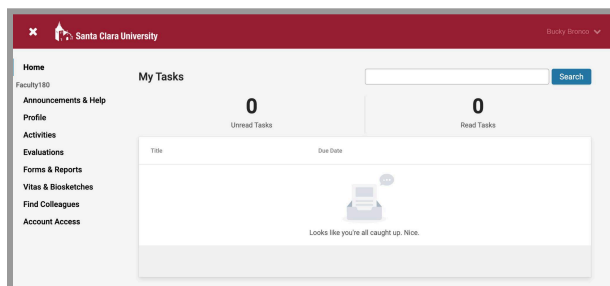 Santa Clara University
Bucky Bronco
Home
Faculty180
Announcements & Help
Profile
Activities
Evaluations
Forms & Reports
Vitas & Biosketches
Find Colleagues
Account Access
My Tasks
Search
0
Unread Tasks
0
Read Tasks
Title Due Date
Looks like you're all caught up. Nice.